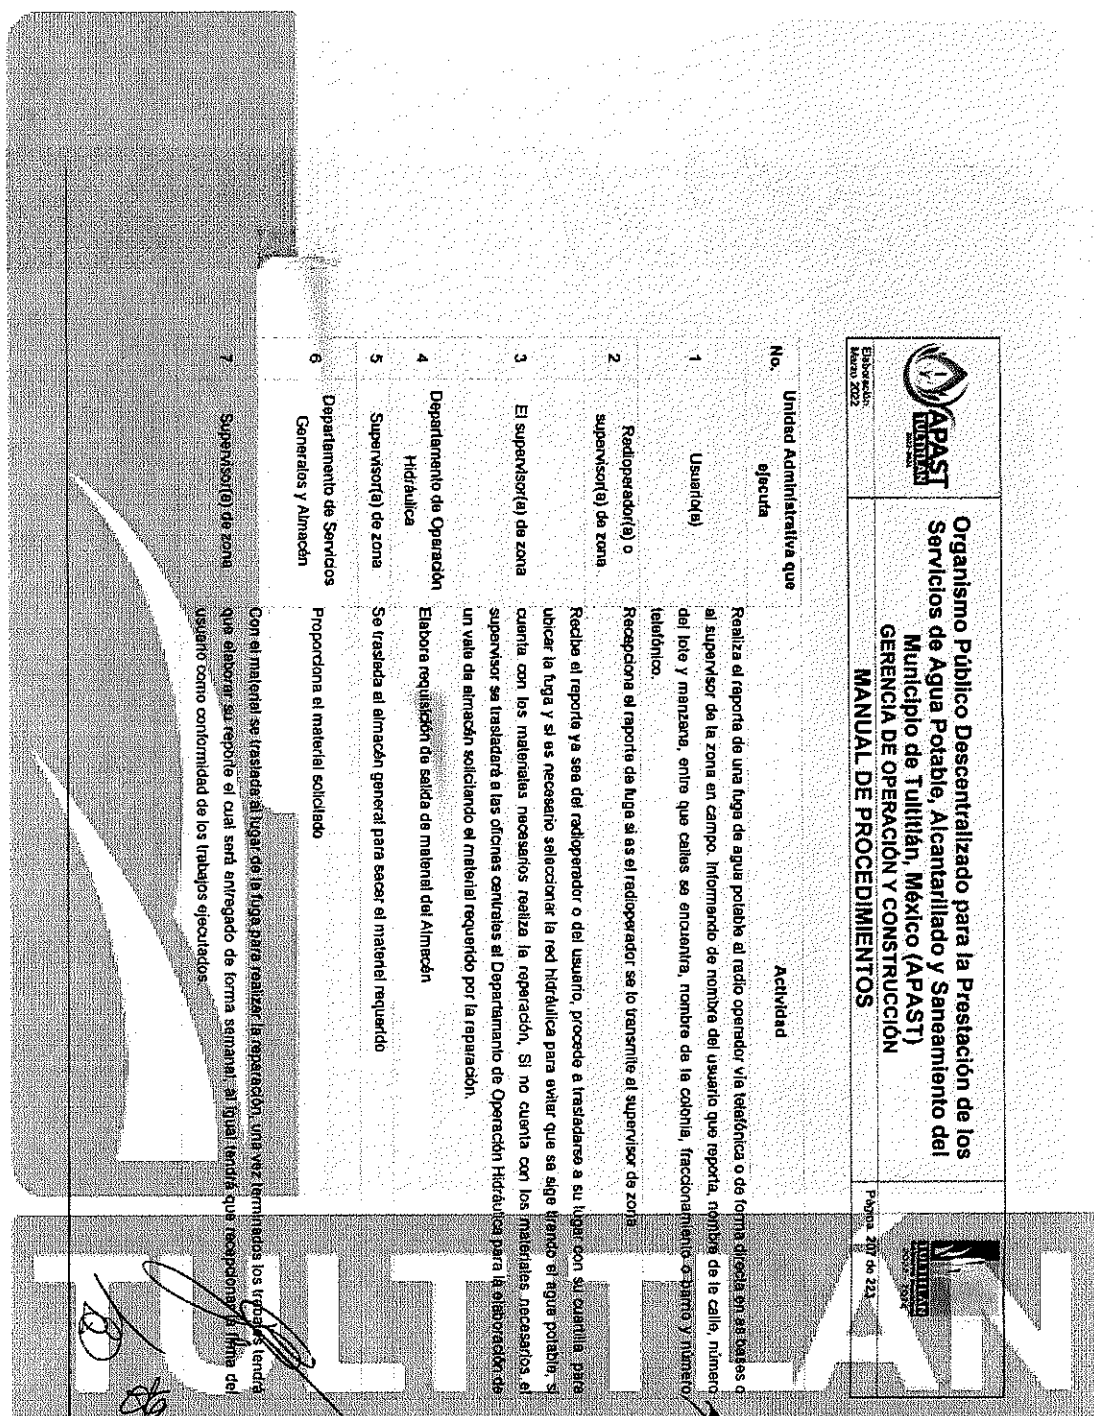 APAST
TULTITLÁN
Organismo Público Descentralizado para la Prestación de los
Servicios de Agua Potable, Alcantarillado y Saneamiento del
Municipio de Tultitlán, México (APAST)
GERENCIA DE OPERACIÓN Y CONSTRUCCIÓN
MANUAL DE PROCEDIMIENTOS
TULTITLÁN
Elaboración:
Marzo 2022
Página 207 de 221
No.
Unidad Administrativa que
ejecuta
Actividad
1
Usuario(a)
Realiza el reporte de una fuga de agua potable al radio operador vía telefónica o de forma directa en as bases o
al supervisor de la zona en campo. Informando de nombre del usuario que reporta, nombre de le calle, número
del lote y manzana, entre que calles se encuentra, nombre de la colonia, fraccionamiento o barrio y número
telefónico.
2
Radioperador(a) o
supervisor(a) de zona
Recepciona el reporte de fuga si es el radioperador se lo transmite al supervisor de zona
3
El supervisor(a) de zona
Recibe el reporte ya sea del radioperador o del usuario, procede a trasladarse a su lugar con su cuartilla para
ubicar la fuga y si es necesario seleccionar la red hidráulica para evitar que se sige tirando el agua potable, si
cuenta con los materiales necesarios realiza la reparación, Si no cuenta con los materiales necesarios el
supervisor se trasladará a las oficinas centrales al Departamento de Operación Hidráulica para la elaboración de
un vale de almacén solicitando el material requerido por la reparación.
4
Departamento de Operación
Hidráulica
Elabora requisición de salida de material del Almacén
5
Supervisor(a) de zona
Se traslada al almacén general para sacar el material requerido
6
Departamento de Servicios
Generales y Almacén
Proporciona el material solicitado
7
Supervisor(a) de zona
Con el material se traslada al lugar de la fuga para realizar la reparación, una vez terminados los trabajos tendrá
que elaborar su reporte el cual será entregado de forma semanal, al igual tendrá que recepcionar la firma del
usuario como conformidad de los trabajos ejecutados.
TULTITLÁN